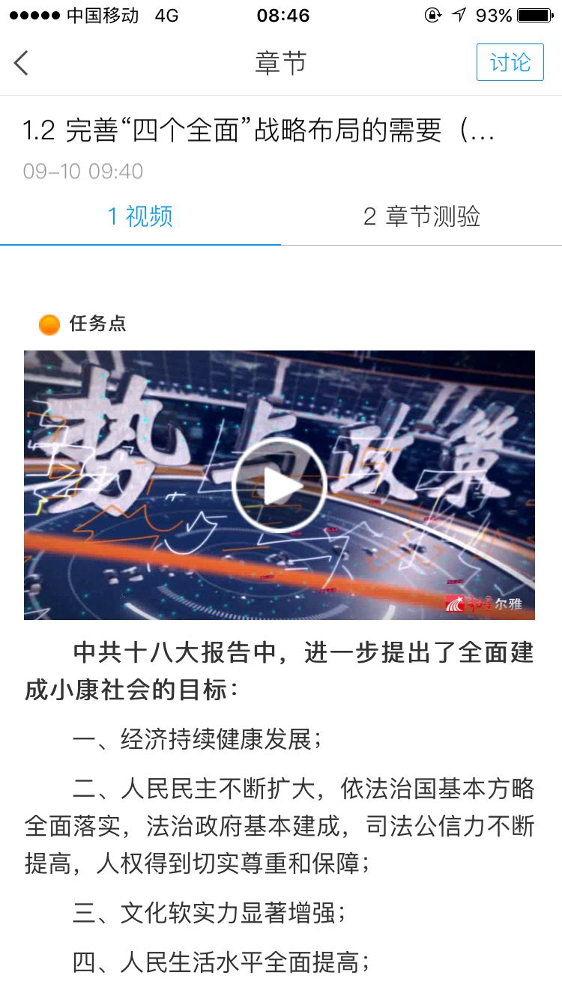 中国移动 4G 08:46 93%
章节
讨论
1.2 完善“四个全面”战略布局的需要（…
09-10 09:40
1 视频
2 章节测验
任务点
势与政策
尔雅
中共十八大报告中，进一步提出了全面建
成小康社会的目标：
一、经济持续健康发展；
二、人民民主不断扩大，依法治国基本方略
全面落实，法治政府基本建成，司法公信力不断
提高，人权得到切实尊重和保障；
三、文化软实力显著增强；
四、人民生活水平全面提高；